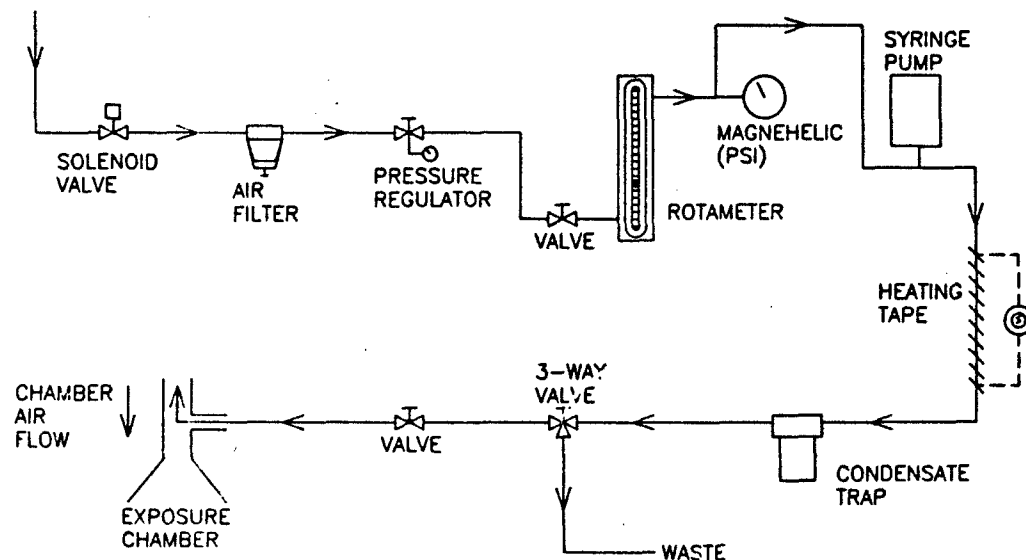 SYRINGE
PUMP
SOLENOID
VALVE
AIR
FILTER
PRESSURE
REGULATOR
VALVE
MAGNEHELIC
(PSI)
ROTAMETER
HEATING
TAPE
S
CHAMBER
AIR
FLOW
3-WAY
VALVE
VALVE
CONDENSATE
TRAP
EXPOSURE
CHAMBER
WASTE